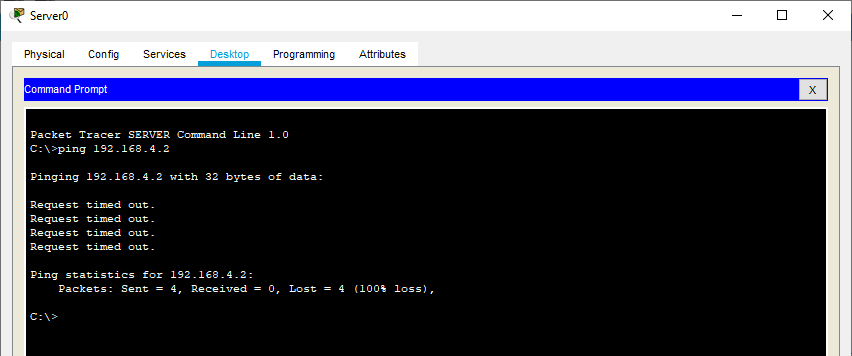 Server0
Physical Config Services Desktop Programming Attributes
Command Prompt
X
Packet Tracer SERVER Command Line 1.0
C:\>ping 192.168.4.2
Pinging 192.168.4.2 with 32 bytes of data:
Request timed out.
Request timed out.
Request timed out.
Request timed out.
Ping statistics for 192.168.4.2:
    Packets: Sent = 4, Received = 0, Lost = 4 (100% loss),
C:\>